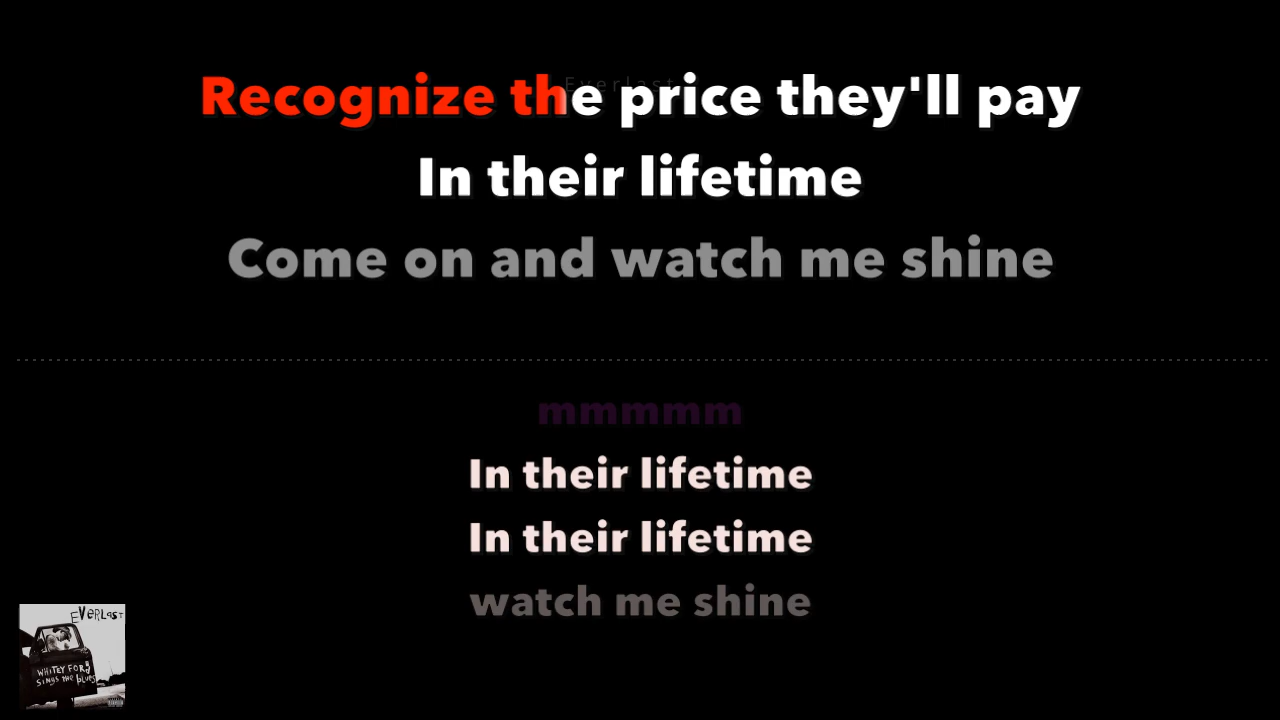 Everlast
Recognize the price they'll pay
In their lifetime
Come on and watch me shine
mmmmm
In their lifetime
In their lifetime
watch me shine
EVERLAST
WHITEY FORD
SINGS THE BLUES